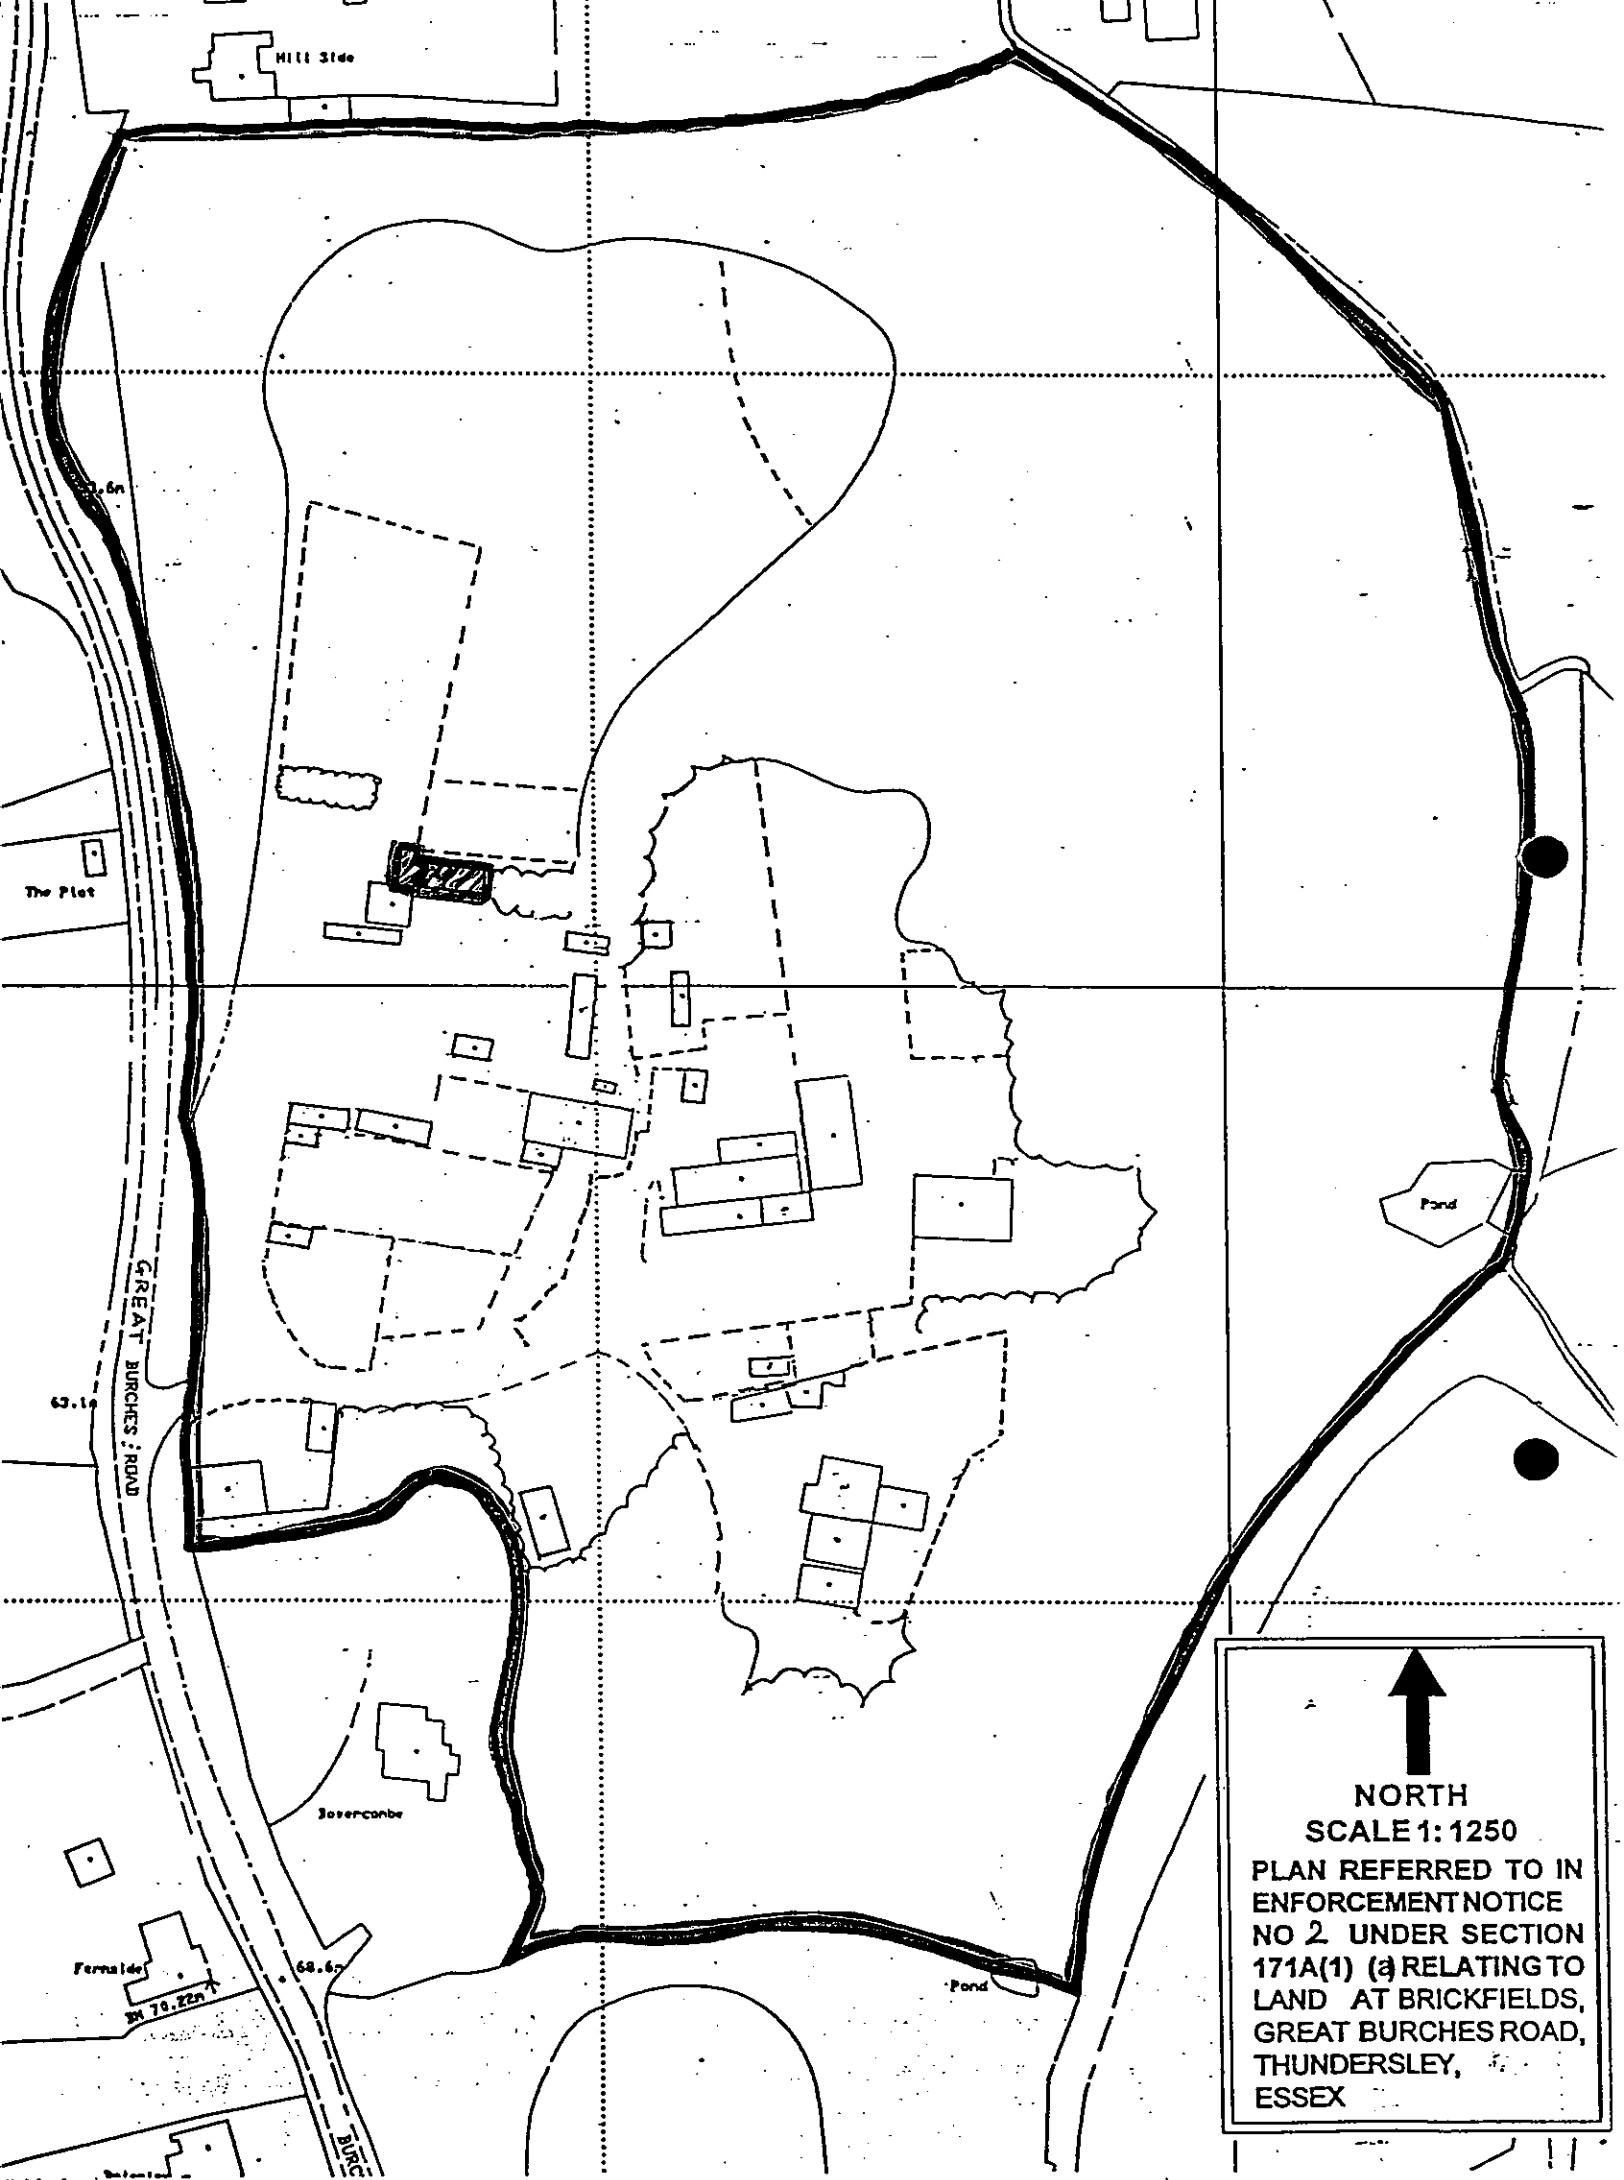 Hill Side
The Plat
GREAT BURCHES ROAD
63.1
Pond
Fernside
BM 70.22m
68.6m
Pond
NORTH
SCALE 1:1250
PLAN REFERRED TO IN
ENFORCEMENT NOTICE
NO 2 UNDER SECTION
171A(1) (a) RELATING TO
LAND AT BRICKFIELDS,
GREAT BURCHES ROAD,
THUNDERSLEY,
ESSEX
BURC